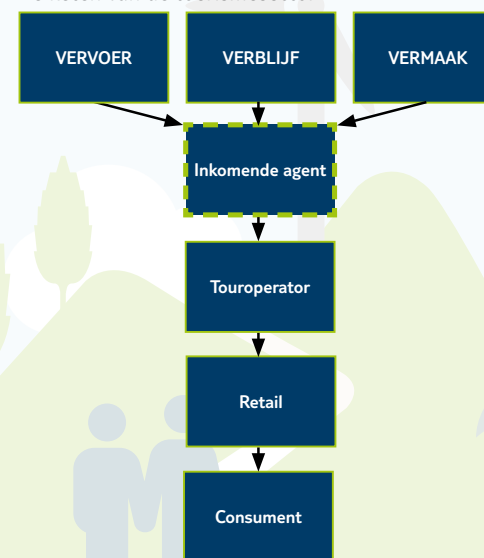 VERVOER
VERBLIJF
VERMAAK
Inkomende agent
Touroperator
Retail
Consument